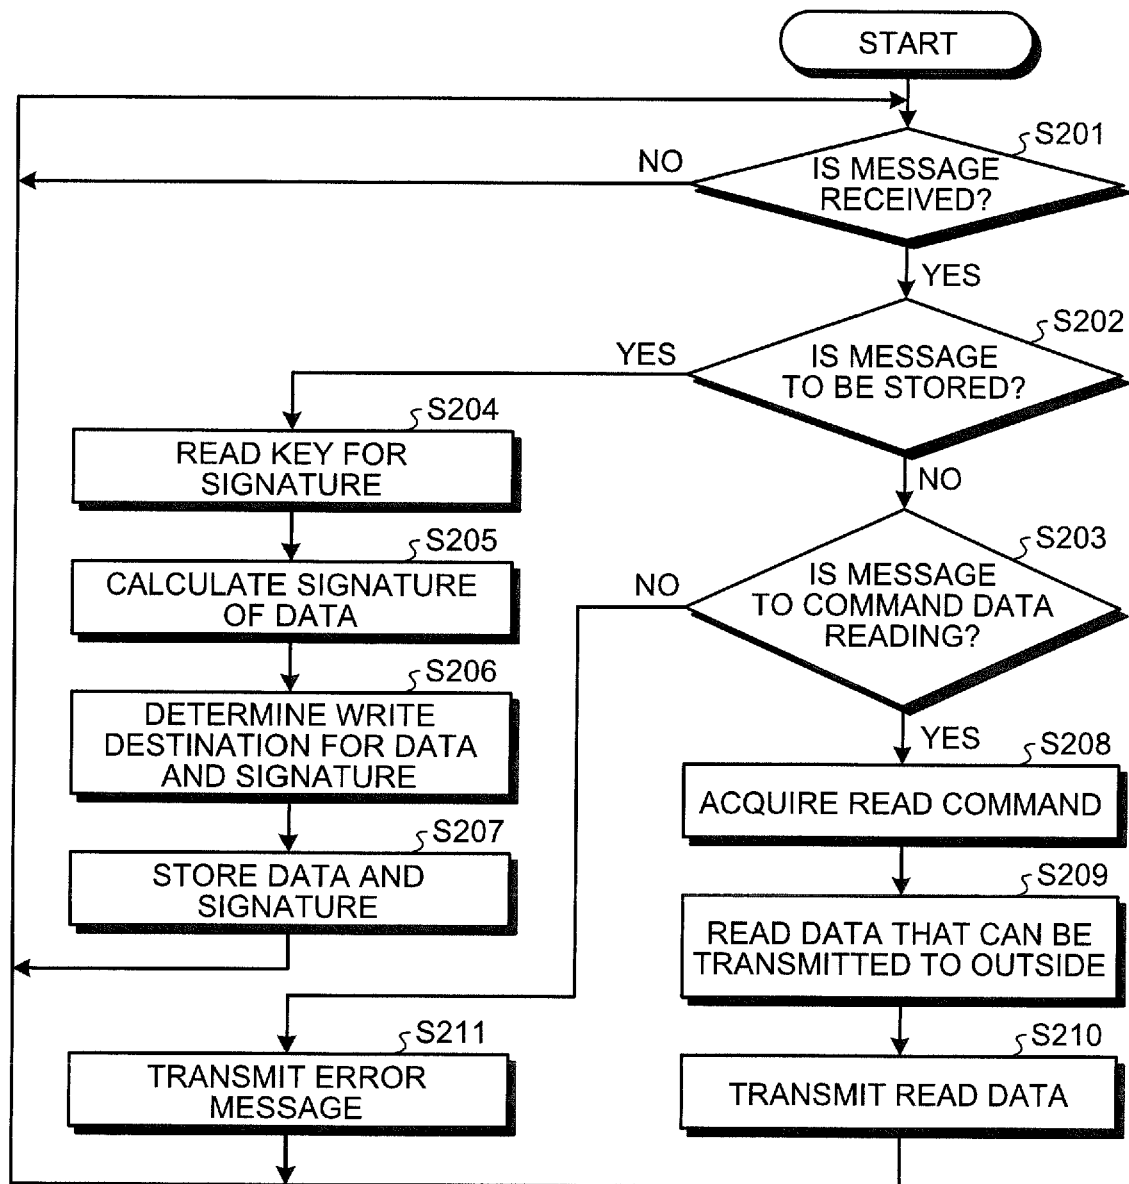 START
S201
NO
IS MESSAGE
RECEIVED?
YES
S202
YES
IS MESSAGE
TO BE STORED?
S204
READ KEY FOR
SIGNATURE
NO
S203
S205
NO
IS MESSAGE
TO COMMAND DATA
READING?
CALCULATE SIGNATURE
OF DATA
S206
DETERMINE WRITE
DESTINATION FOR DATA
AND SIGNATURE
YES
S208
ACQUIRE READ COMMAND
S207
STORE DATA AND
SIGNATURE
S209
READ DATA THAT CAN BE
TRANSMITTED TO OUTSIDE
S211
TRANSMIT ERROR
MESSAGE
S210
TRANSMIT READ DATA